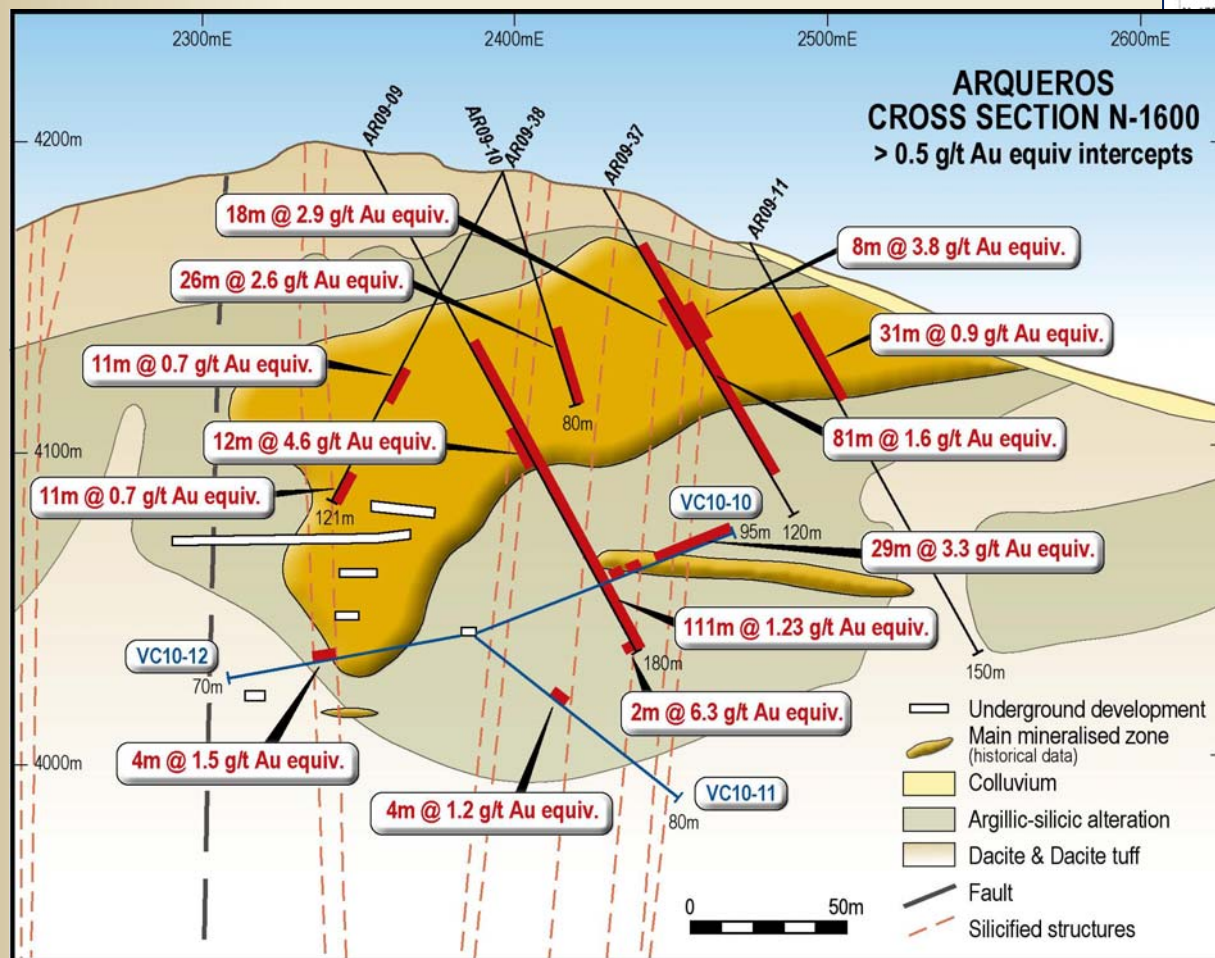 2300mE
2400mE
2500mE
2600mE
ARQUEROS
CROSS SECTION N-1600
> 0.5 g/t Au equiv intercepts
4200m
4100m
4000m
AR09-09
AR09-10
AR09-38
AR09-37
AR09-11
18m @ 2.9 g/t Au equiv.
8m @ 3.8 g/t Au equiv.
26m @ 2.6 g/t Au equiv.
31m @ 0.9 g/t Au equiv.
11m @ 0.7 g/t Au equiv.
80m
12m @ 4.6 g/t Au equiv.
81m @ 1.6 g/t Au equiv.
11m @ 0.7 g/t Au equiv.
121m
VC10-10
95m
120m
29m @ 3.3 g/t Au equiv.
111m @ 1.23 g/t Au equiv.
VC10-12
70m
180m
150m
2m @ 6.3 g/t Au equiv.
4m @ 1.5 g/t Au equiv.
4m @ 1.2 g/t Au equiv.
VC10-11
80m
Underground development
Main mineralised zone
(historical data)
Colluvium
Argillic-silicic alteration
Dacite & Dacite tuff
Fault
Silicified structures
0
50m